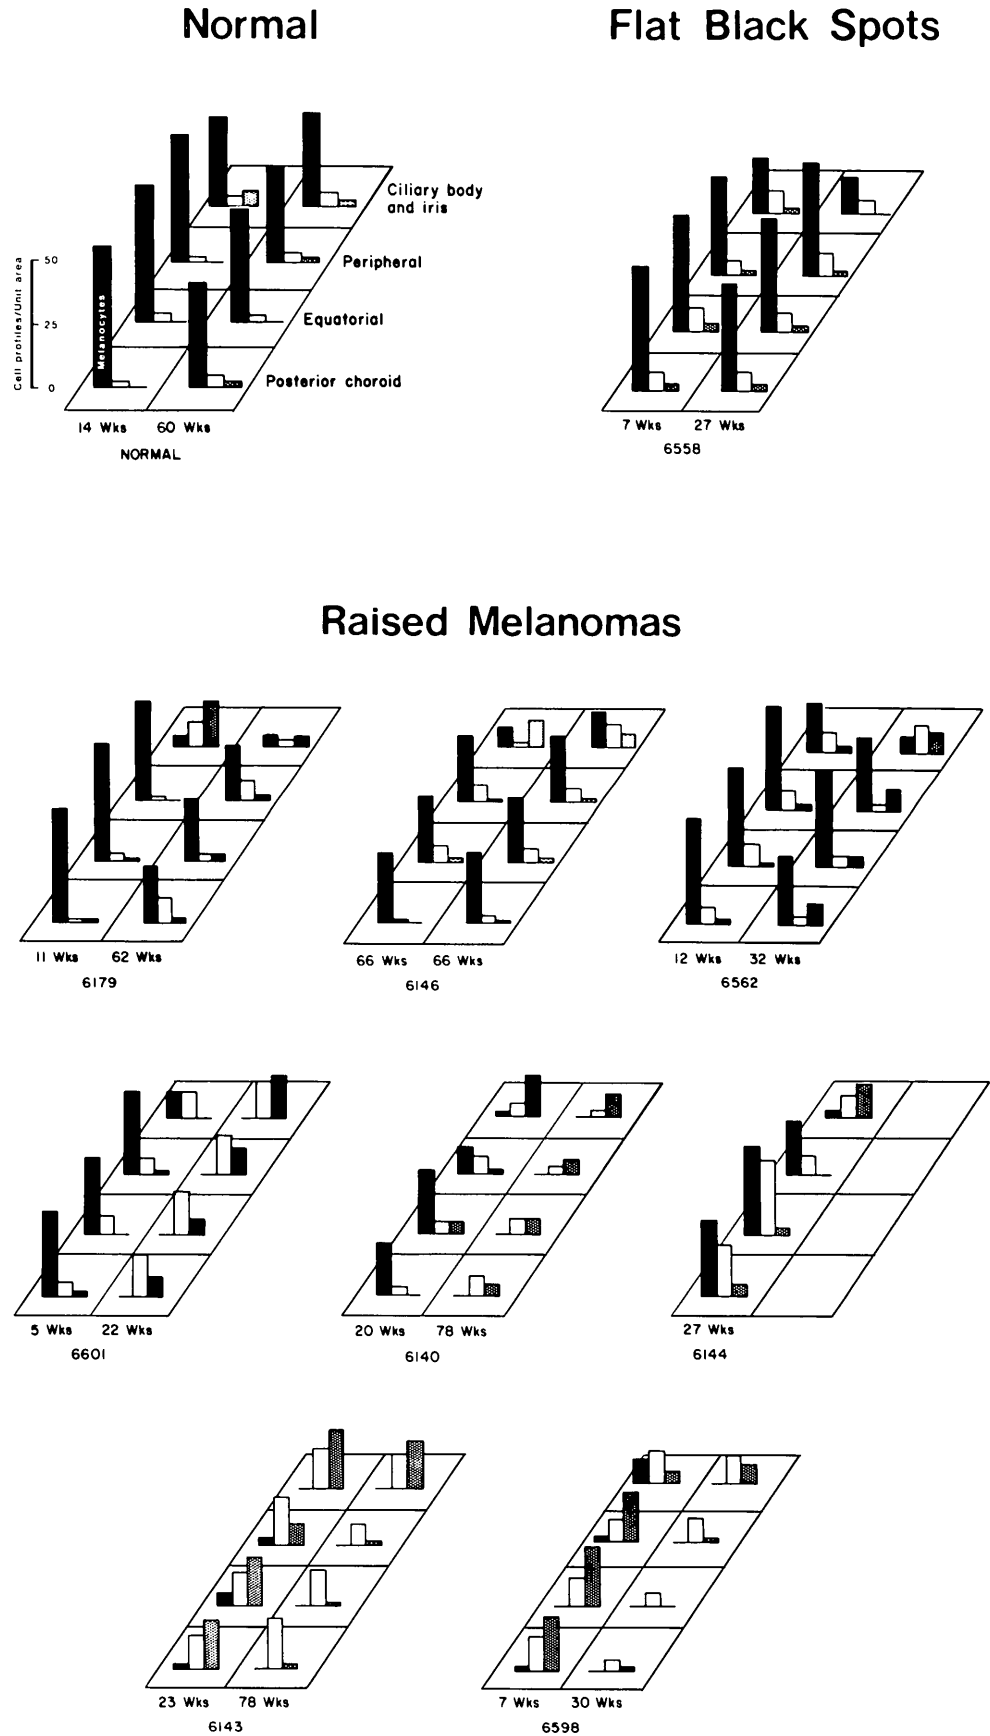 Normal
Flat Black Spots
Ciliary body
and iris
Peripheral
Equatorial
Posterior choroid
Cell profiles/Unit area
50
25
0
Melanocytes
14 Wks 60 Wks
NORMAL
7 Wks 27 Wks
6558
Raised Melanomas
11 Wks 62 Wks
6179
66 Wks 66 Wks
6146
12 Wks 32 Wks
6562
5 Wks 22 Wks
6601
20 Wks 78 Wks
6140
27 Wks
6144
23 Wks 78 Wks
6143
7 Wks 30 Wks
6598